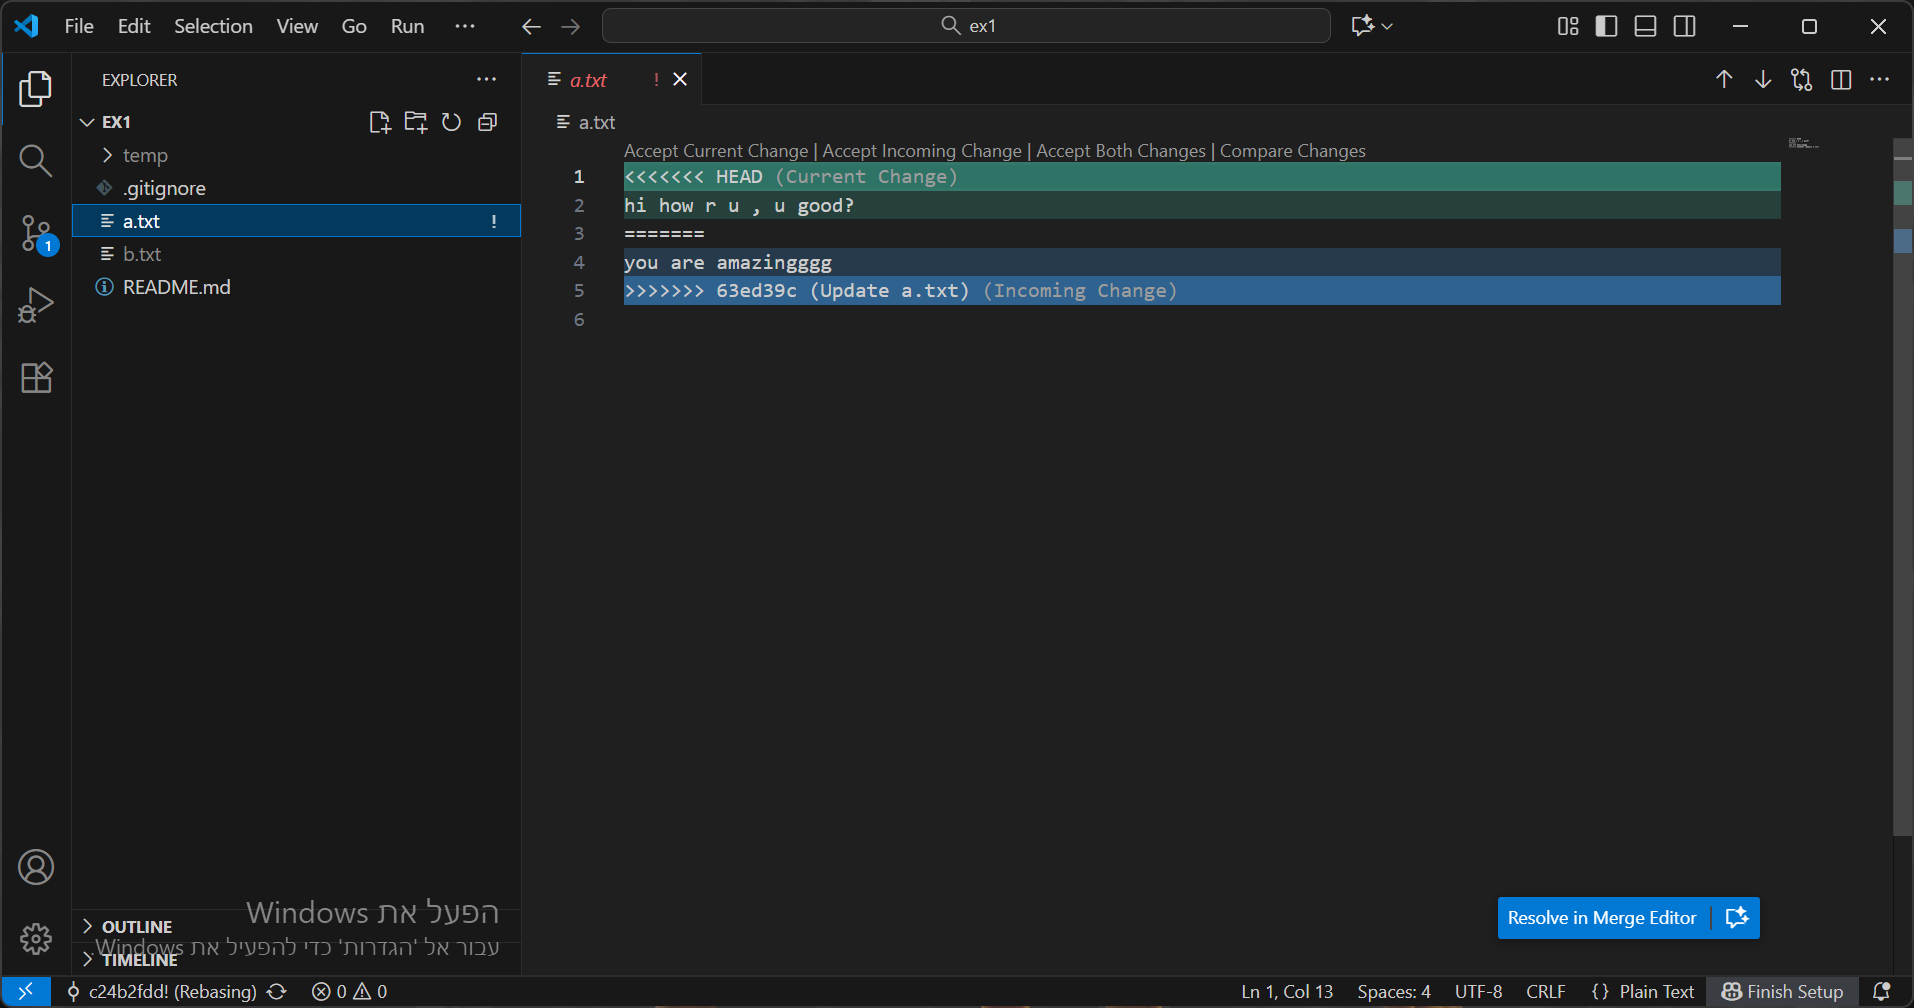 File Edit Selection View Go Run ex1
EXPLORER
EX1
temp
.gitignore
a.txt !
b.txt
README.md
a.txt !
a.txt
Accept Current Change | Accept Incoming Change | Accept Both Changes | Compare Changes
1 <<<<<<< HEAD (Current Change)
2 hi how r u , u good?
3 =======
4 you are amazingggg
5 >>>>>>> 63ed39c (Update a.txt) (Incoming Change)
6
1
OUTLINE
TIMELINE
הפעל את Windows
עבור אל 'הגדרות' כדי להפעיל את Windows.
Resolve in Merge Editor
c24b2fdd! (Rebasing) 0 0 Ln 1, Col 13 Spaces: 4 UTF-8 CRLF {} Plain Text Finish Setup